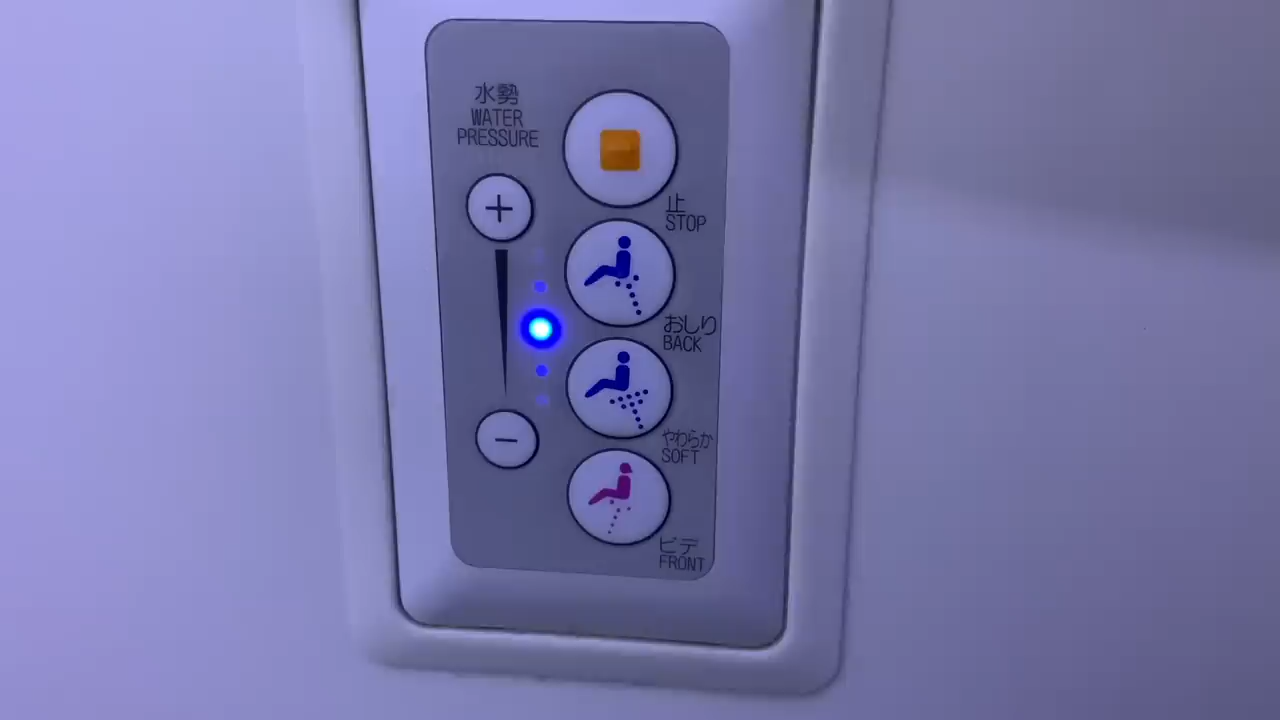 水勢
WATER
PRESSURE
+
−
止
STOP
おしり
BACK
やわらか
SOFT
ビデ
FRONT